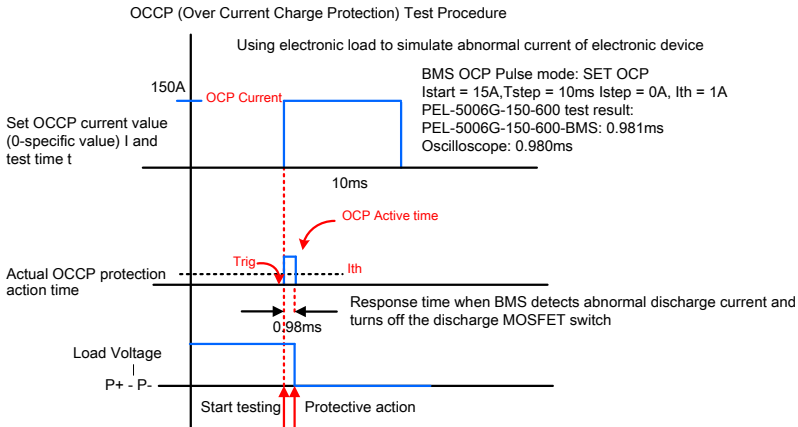 OCCP (Over Current Charge Protection) Test Procedure
Using electronic load to simulate abnormal current of electronic device
150A
OCP Current
BMS OCP Pulse mode: SET OCP
Istart = 15A,Tstep = 10ms Istep = 0A, Ith = 1A
PEL-5006G-150-600 test result:
PEL-5006G-150-600-BMS: 0.981ms
Oscilloscope: 0.980ms
Set OCCP current value
(0-specific value) I and
test time t
10ms
OCP Active time
Trig
Ith
Actual OCCP protection
action time
0.98ms
Response time when BMS detects abnormal discharge current and
turns off the discharge MOSFET switch
Load Voltage
P+ - P-
Start testing
Protective action